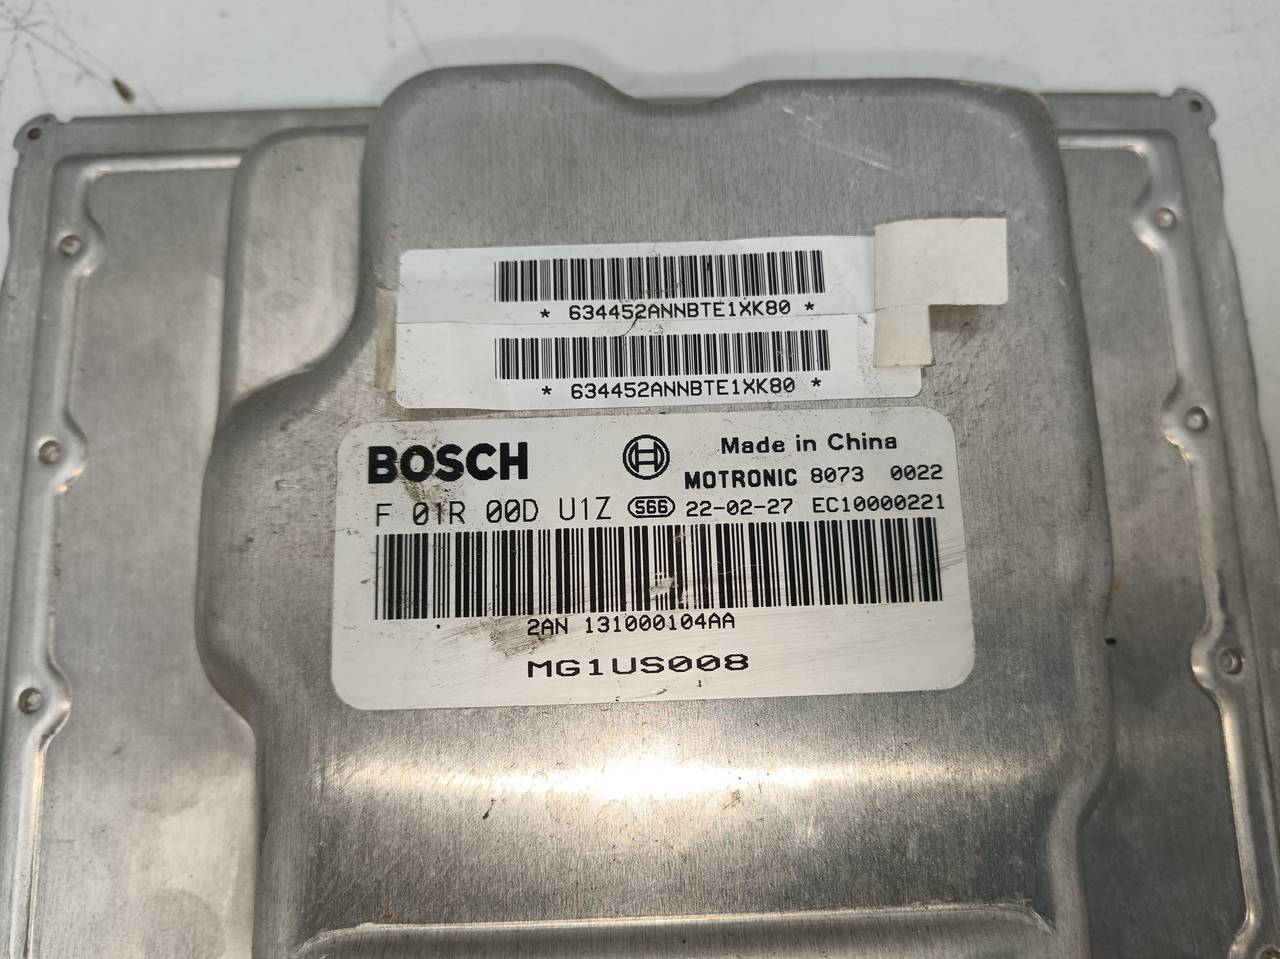 * 634452ANNBTE1XK80 *
* 634452ANNBTE1XK80 *
BOSCH Made in China
MOTRONIC 8073 0022
F 01R 00D U1Z S66 22-02-27 EC10000221
2AN 131000104AA
MG1US008